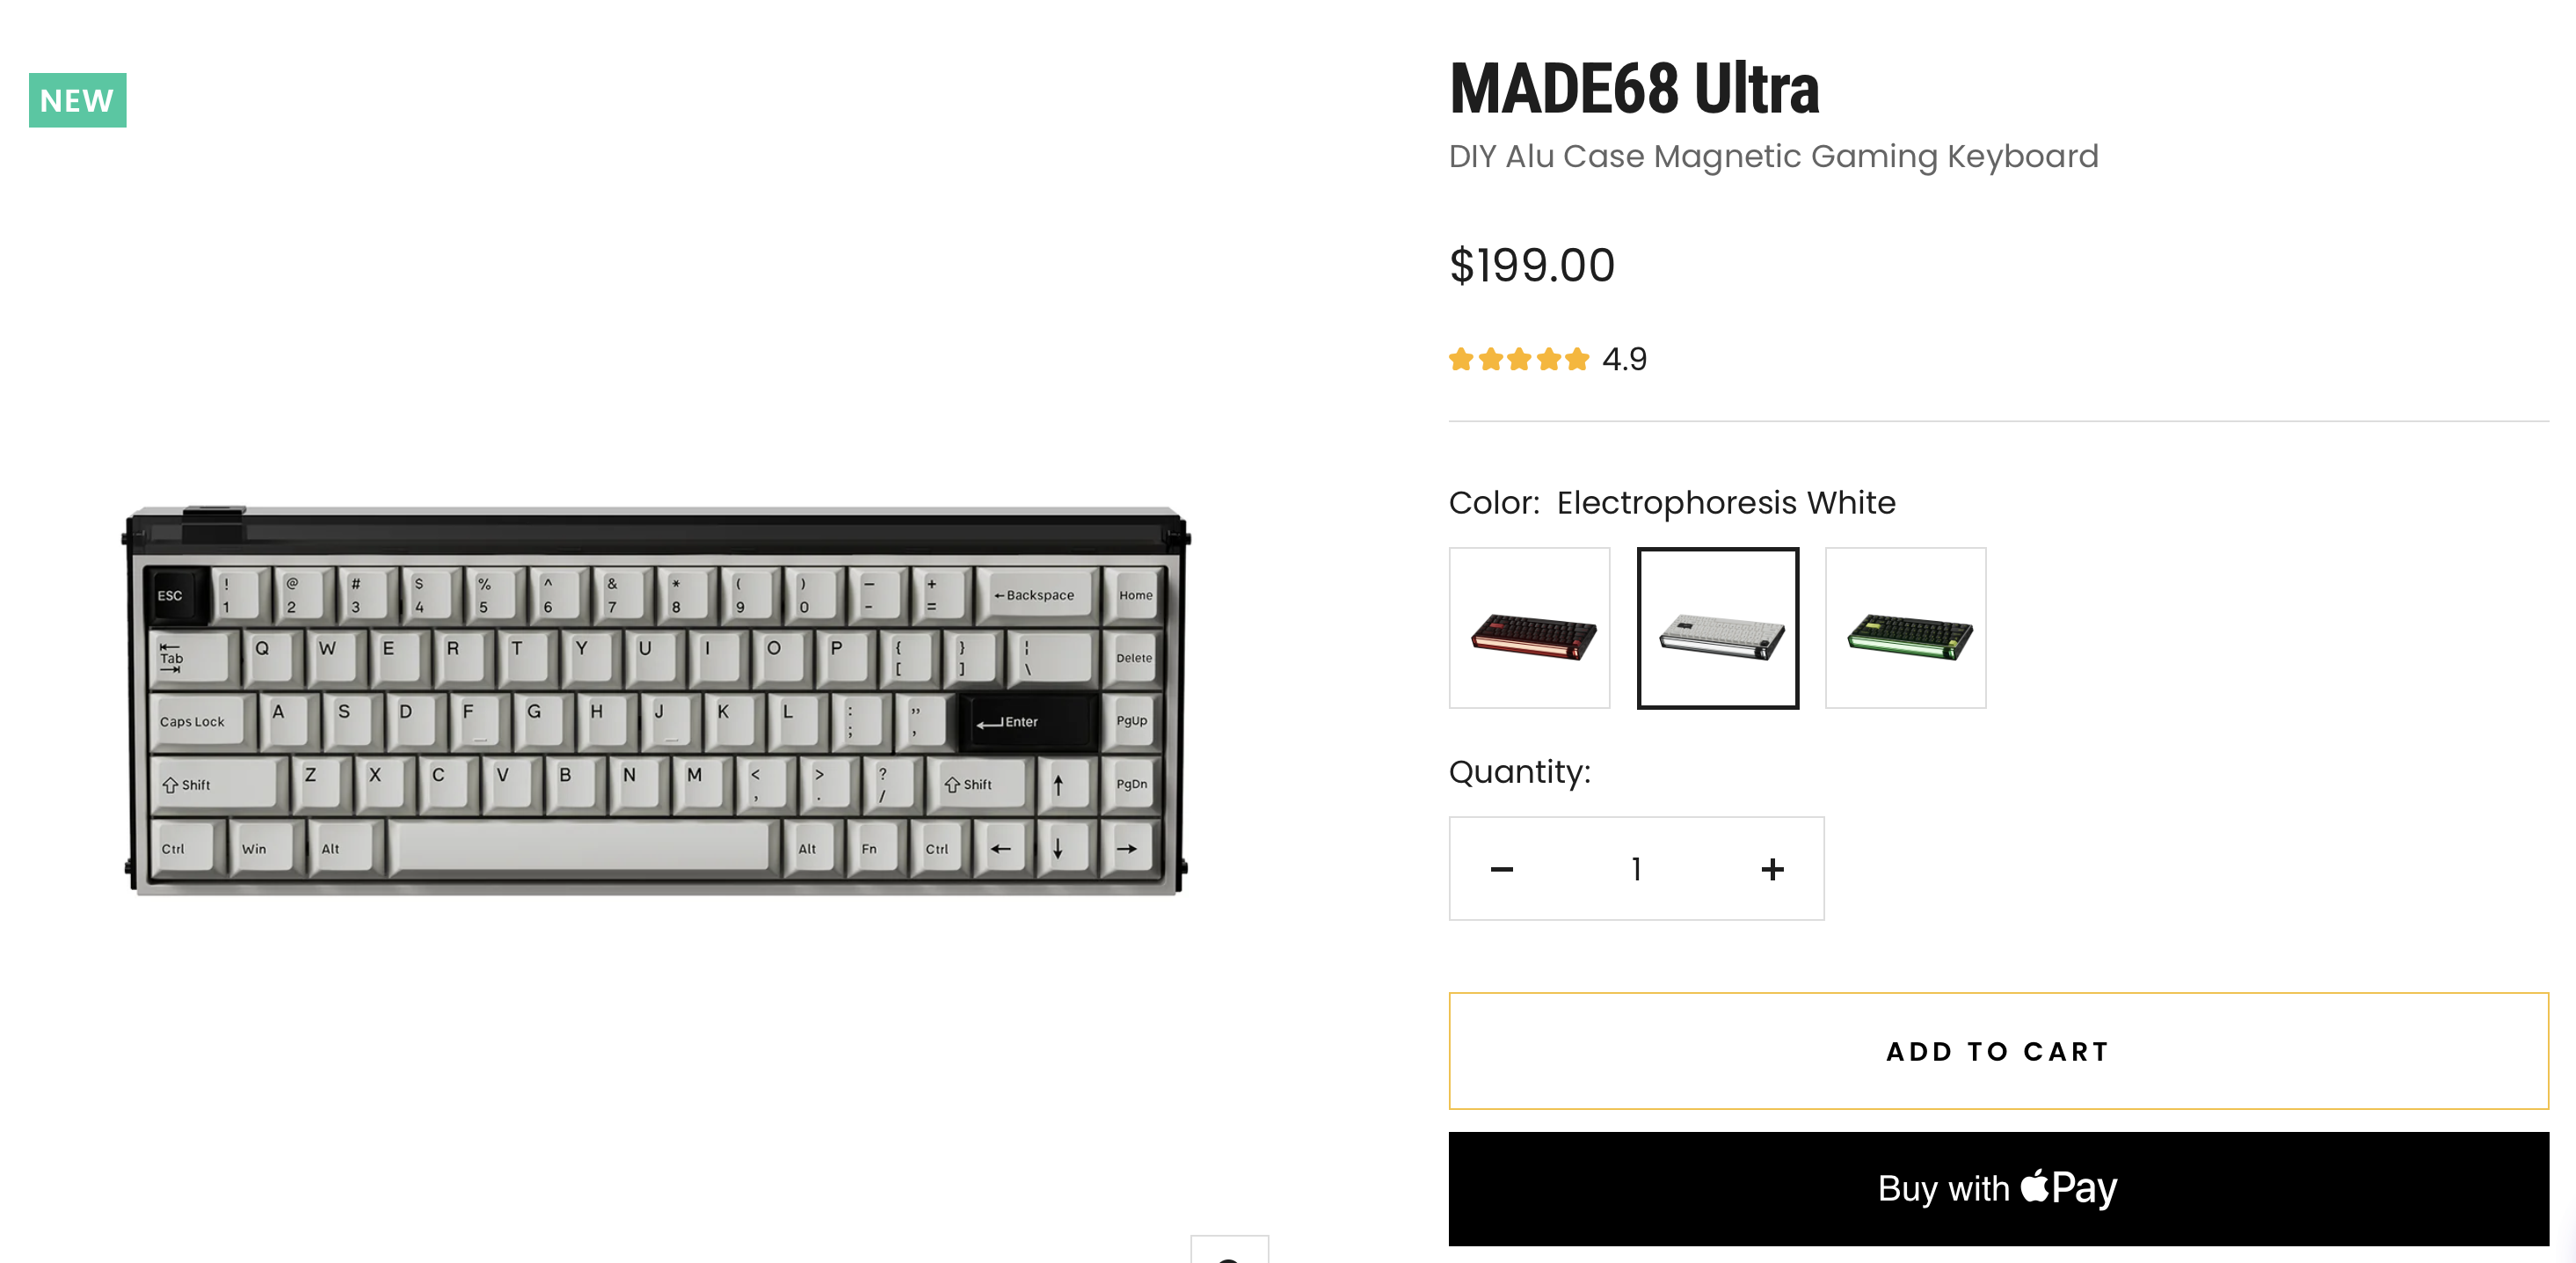 NEW
MADE68 Ultra
DIY Alu Case Magnetic Gaming Keyboard
$199.00
4.9
Color: Electrophoresis White
Quantity:
− 1 +
ADD TO CART
Buy with Pay
ESC ! 1 @ 2 # 3 $ 4 % 5 ^ 6 & 7 * 8 ( 9 ) 0 — - + = ←Backspace Home
Tab Q W E R T Y U I O P { [ } ] ¦ \ Delete
Caps Lock A S D F G H J K L : ; ” ’ Enter PgUp
Shift Z X C V B N M < , > . ? / Shift ↑ PgDn
Ctrl Win Alt Alt Fn Ctrl ← ↓ →